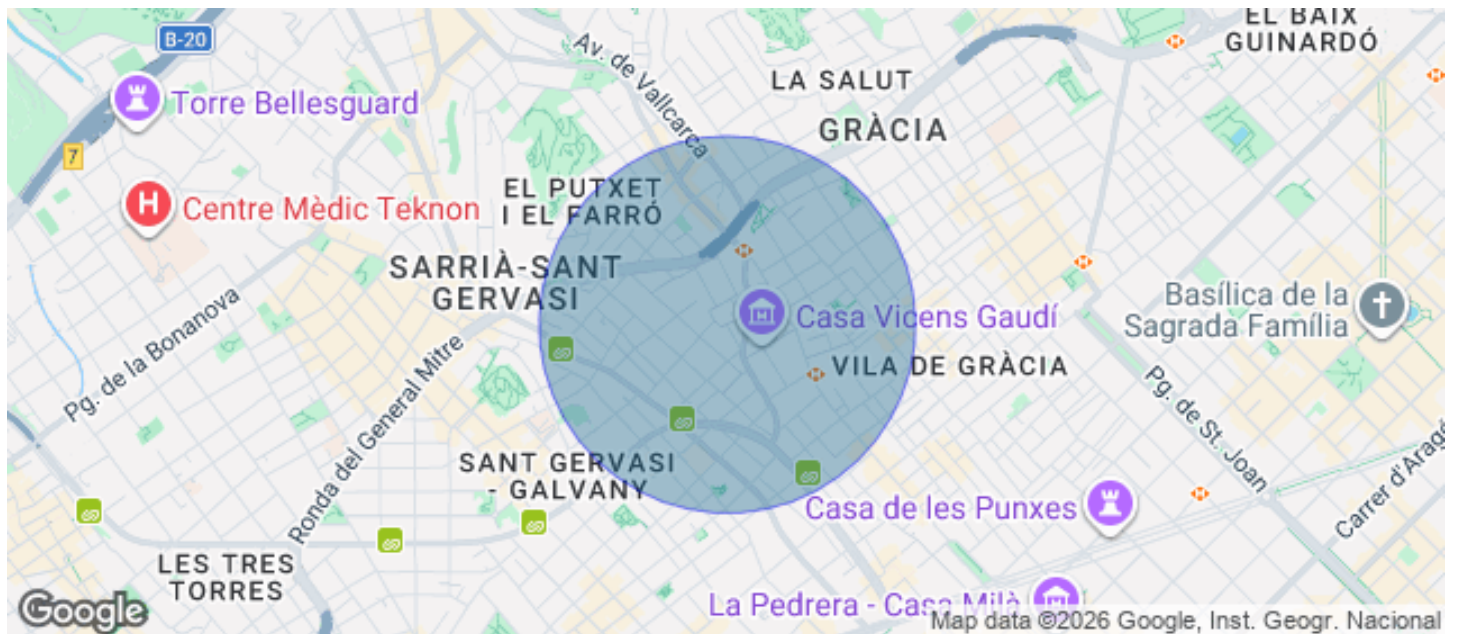 EL BAIX
GUINARDÓ
B-20
Av. de Vallcarca
LA SALUT
Torre Bellesguard
GRÀCIA
7
EL PUTXET
I EL FARRÓ
H
Centre Mèdic Teknon
SARRIÀ-SANT
GERVASI
Basílica de la
Sagrada Família
Casa Vicens Gaudí
Pg. de la Bonanova
VILA DE GRÀCIA
Ronda del General Mitre
Pg. de St. Joan
SANT GERVASI
- GALVANY
Carrer d'Aragó
Casa de les Punxes
LES TRES
TORRES
La Pedrera - Casa Milà
Google
Map data ©2026 Google, Inst. Geogr. Nacional